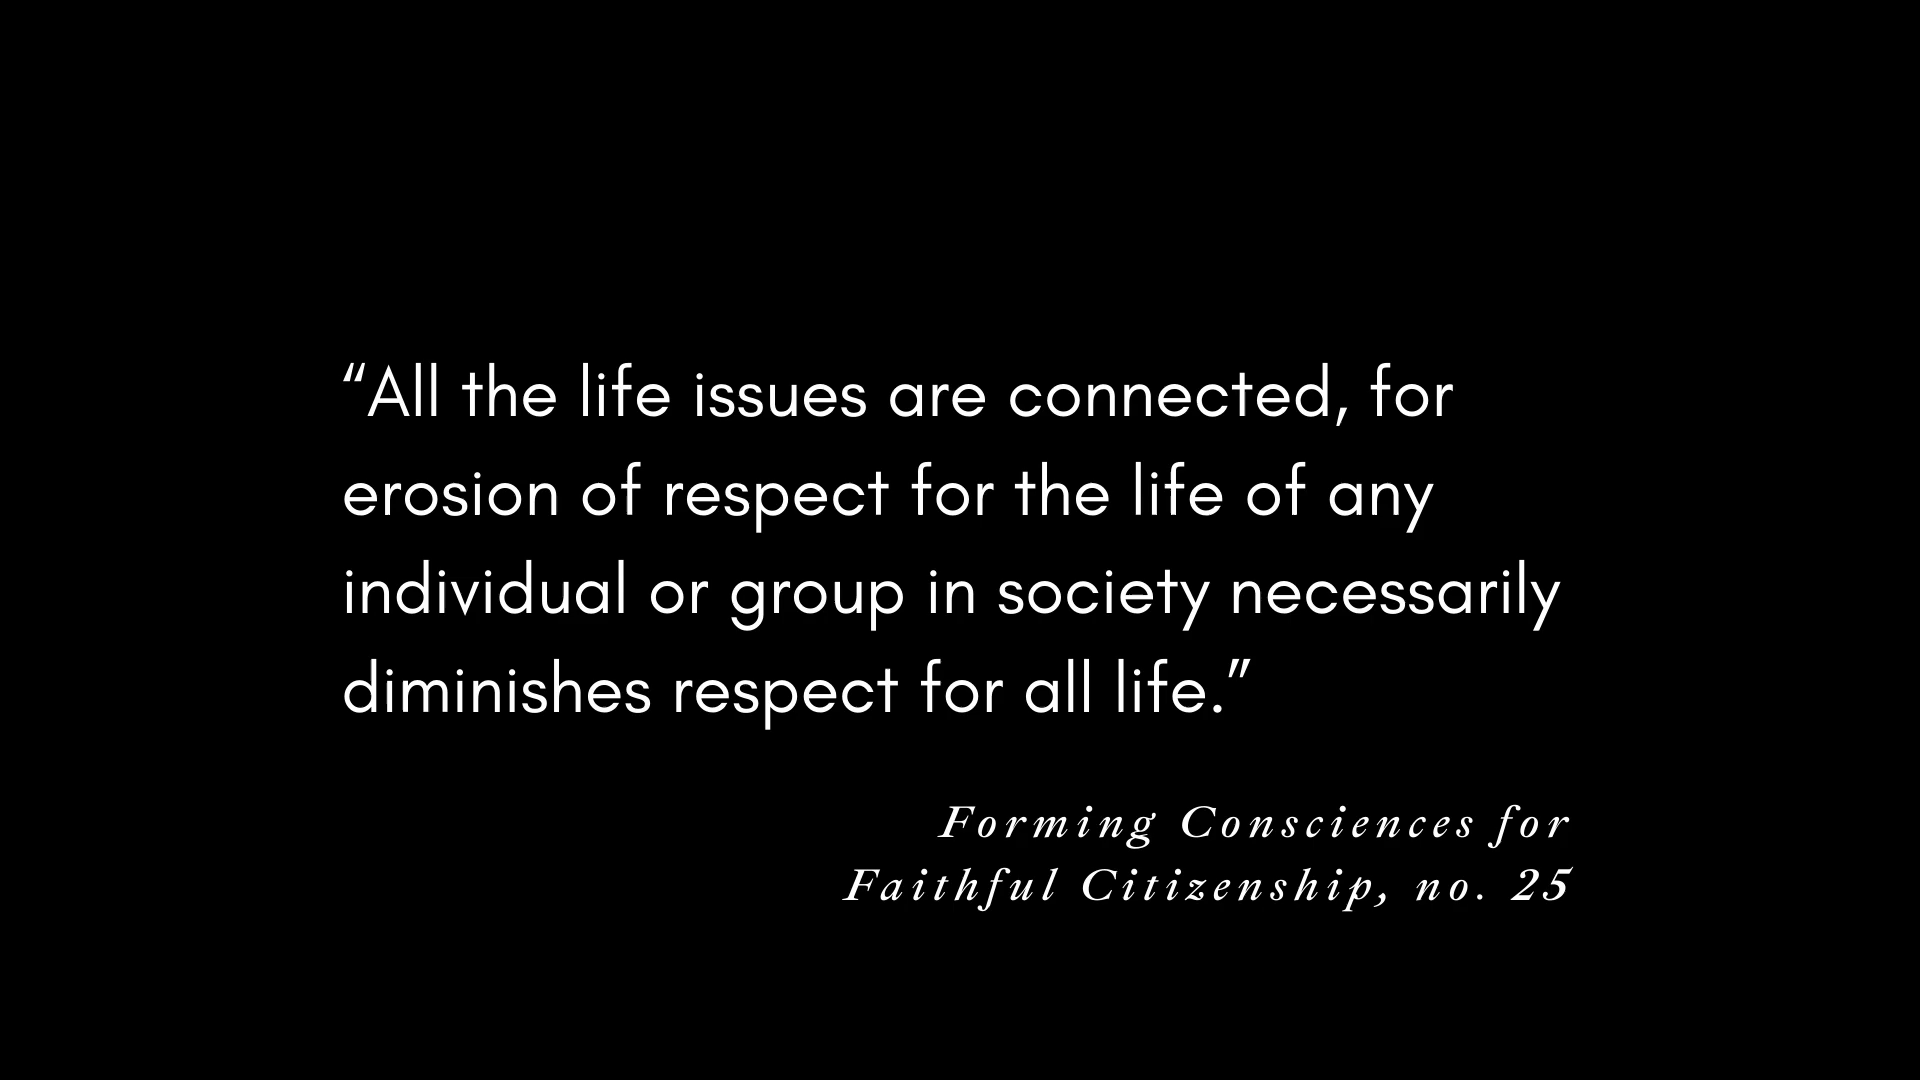 “All the life issues are connected, for
erosion of respect for the life of any
individual or group in society necessarily
diminishes respect for all life.”
Forming Consciences for
Faithful Citizenship, no. 25